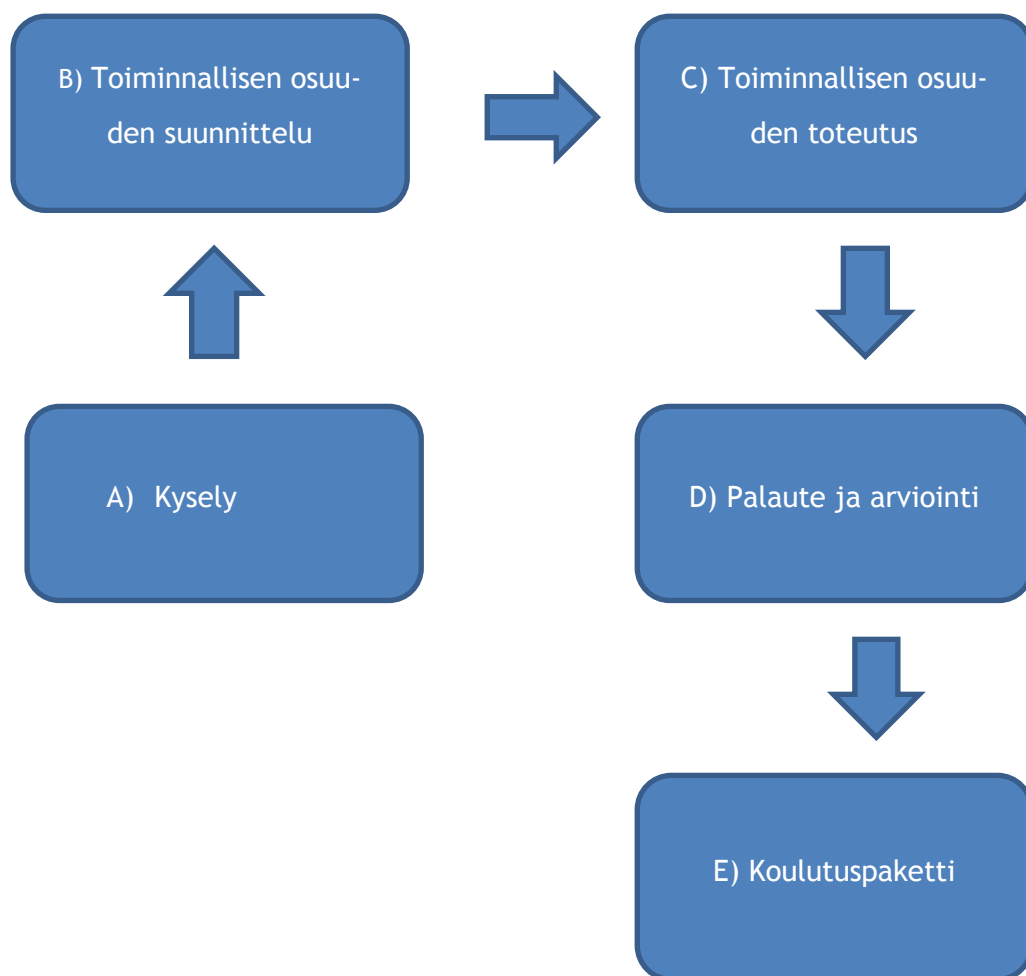 B) Toiminnallisen osuu-
den suunnittelu
C) Toiminnallisen osuu-
den toteutus
A) Kysely
D) Palaute ja arviointi
E) Koulutuspaketti